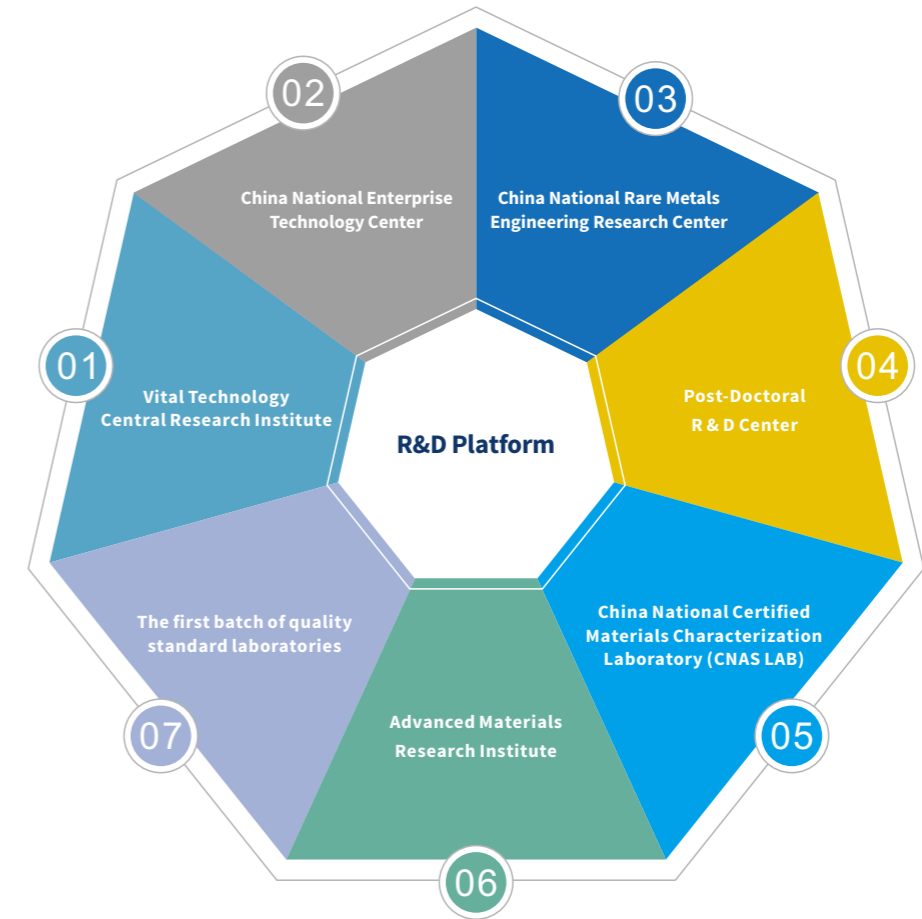 R&D Platform
01
Vital Technology
Central Research Institute
02
China National Enterprise
Technology Center
03
China National Rare Metals
Engineering Research Center
04
Post-Doctoral
R & D Center
05
China National Certified
Materials Characterization
Laboratory (CNAS LAB)
06
Advanced Materials
Research Institute
07
The first batch of quality
standard laboratories